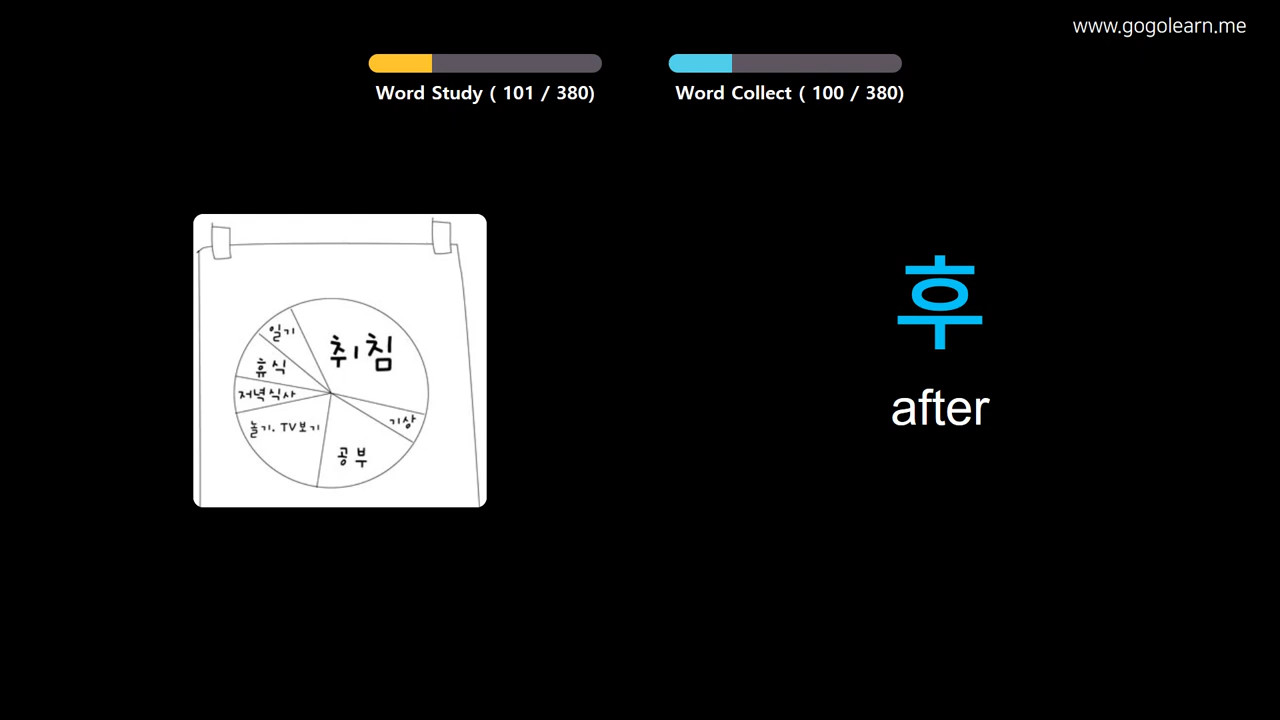 www.gogolearn.me
Word Study ( 101 / 380)
Word Collect ( 100 / 380)
일기
취침
휴식
저녁식사
기상
놀기. TV보기
공부
후
after